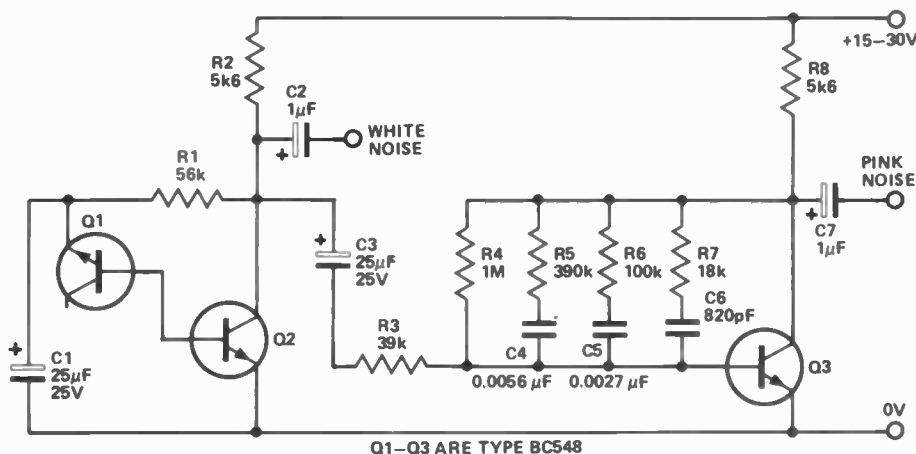 +15–30V
R2
5k6
R8
5k6
C2
1µF
+
WHITE
NOISE
R1
56k
PINK
NOISE
Q1
+
C7
1µF
+
C3
25µF
25V
R4
1M
R5
390k
R6
100k
R7
18k
C6
820pF
Q2
R3
39k
+
C1
25µF
25V
C4
0.0056 µF
C5
0.0027 µF
Q3
0V
Q1–Q3 ARE TYPE BC548